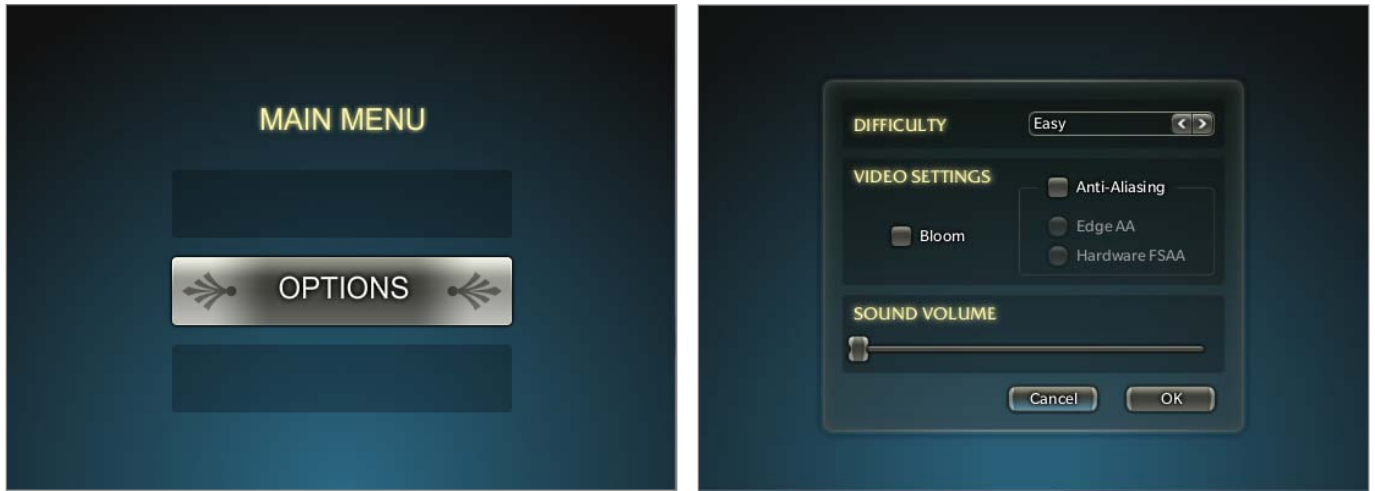 MAIN MENU
OPTIONS
DIFFICULTY
Easy
VIDEO SETTINGS
Anti-Aliasing
Bloom
Edge AA
Hardware FSAA
SOUND VOLUME
Cancel
OK